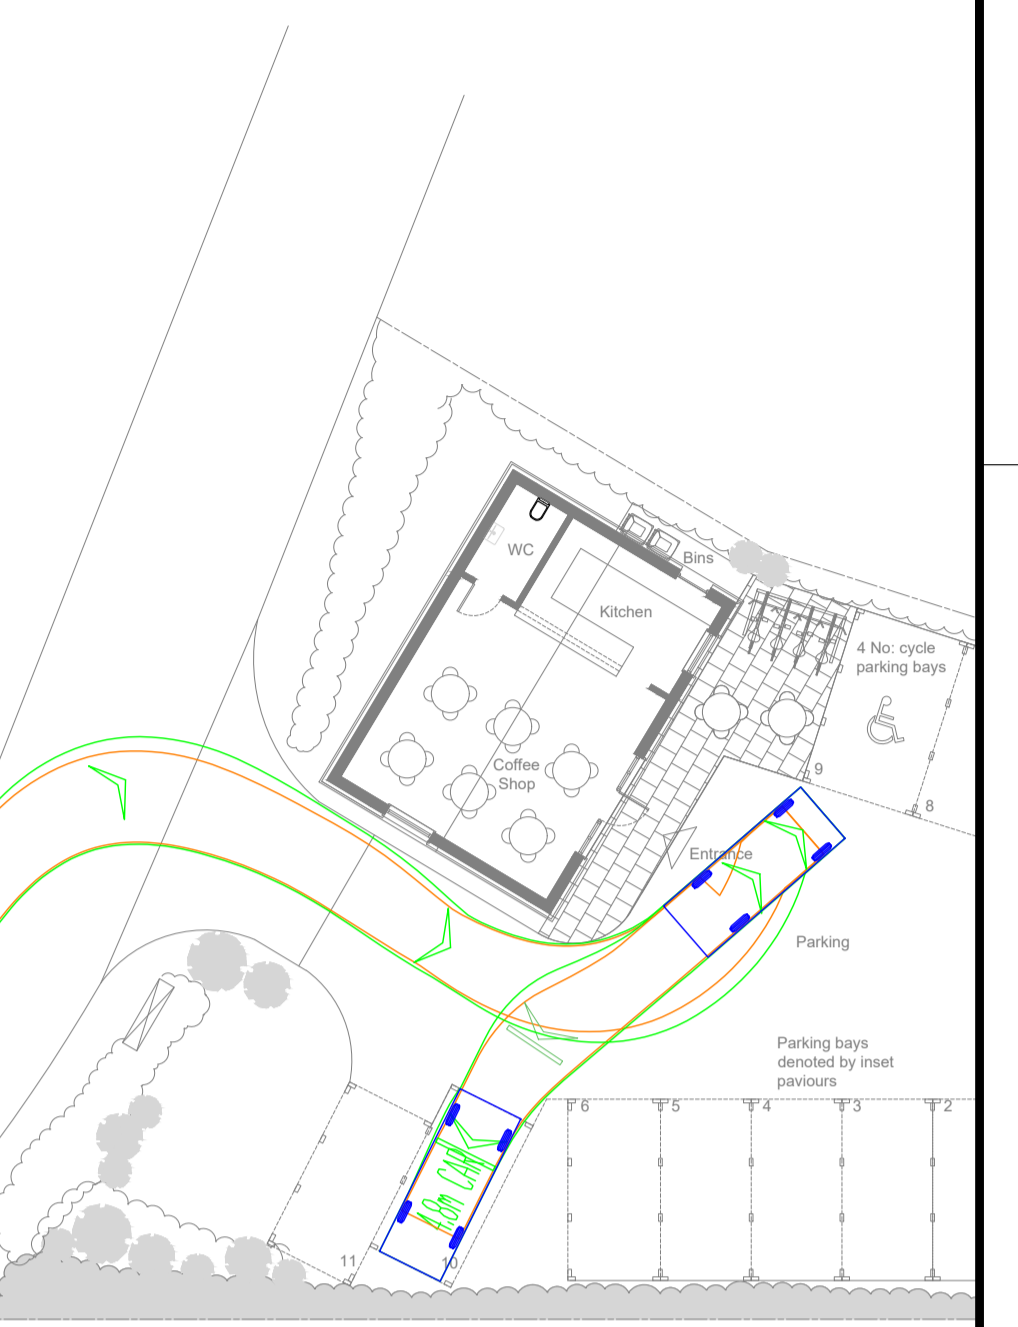 WC
Bins
Kitchen
4 No: cycle
parking bays
Coffee
Shop
9
8
Entrance
Parking
Parking bays
denoted by inset
paviours
6
5
4
3
2
4.8m CAR
11
10